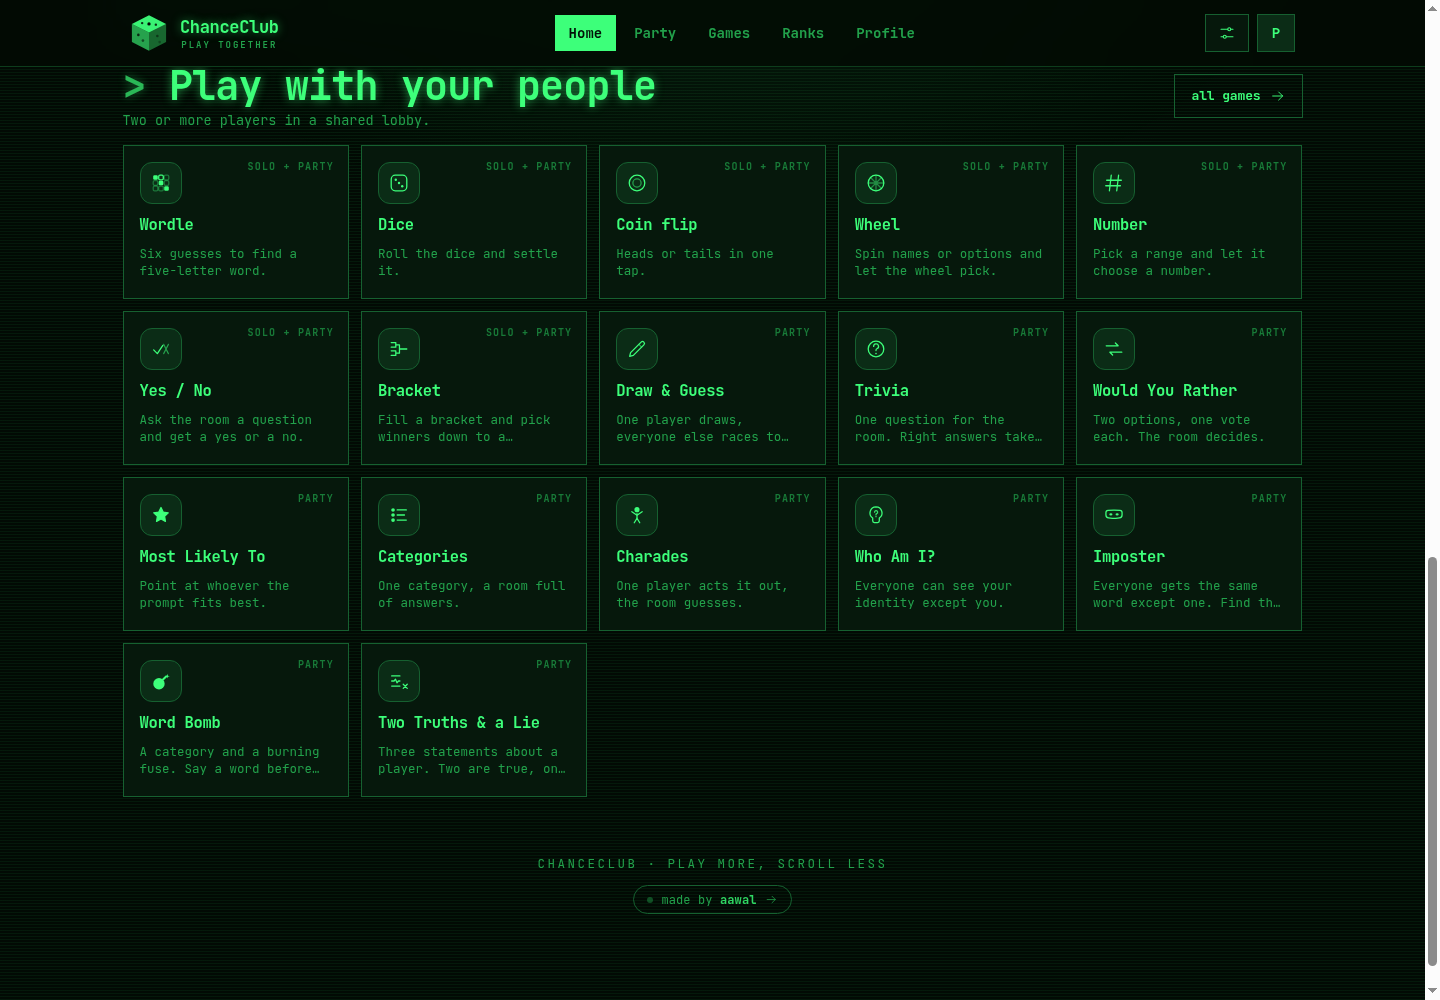 ChanceClub
PLAY TOGETHER
Home
Party
Games
Ranks
Profile
P
> Play with your people
Two or more players in a shared lobby.
all games →
SOLO + PARTY
Wordle
Six guesses to find a
five-letter word.
SOLO + PARTY
Dice
Roll the dice and settle
it.
SOLO + PARTY
Coin flip
Heads or tails in one
tap.
SOLO + PARTY
Wheel
Spin names or options and
let the wheel pick.
SOLO + PARTY
Number
Pick a range and let it
choose a number.
SOLO + PARTY
Yes / No
Ask the room a question
and get a yes or a no.
SOLO + PARTY
Bracket
Fill a bracket and pick
winners down to a…
PARTY
Draw & Guess
One player draws,
everyone else races to…
PARTY
Trivia
One question for the
room. Right answers take…
PARTY
Would You Rather
Two options, one vote
each. The room decides.
PARTY
Most Likely To
Point at whoever the
prompt fits best.
PARTY
Categories
One category, a room full
of answers.
PARTY
Charades
One player acts it out,
the room guesses.
PARTY
Who Am I?
Everyone can see your
identity except you.
PARTY
Imposter
Everyone gets the same
word except one. Find th…
PARTY
Word Bomb
A category and a burning
fuse. Say a word before…
PARTY
Two Truths & a Lie
Three statements about a
player. Two are true, on…
CHANCECLUB · PLAY MORE, SCROLL LESS
made by aawal →